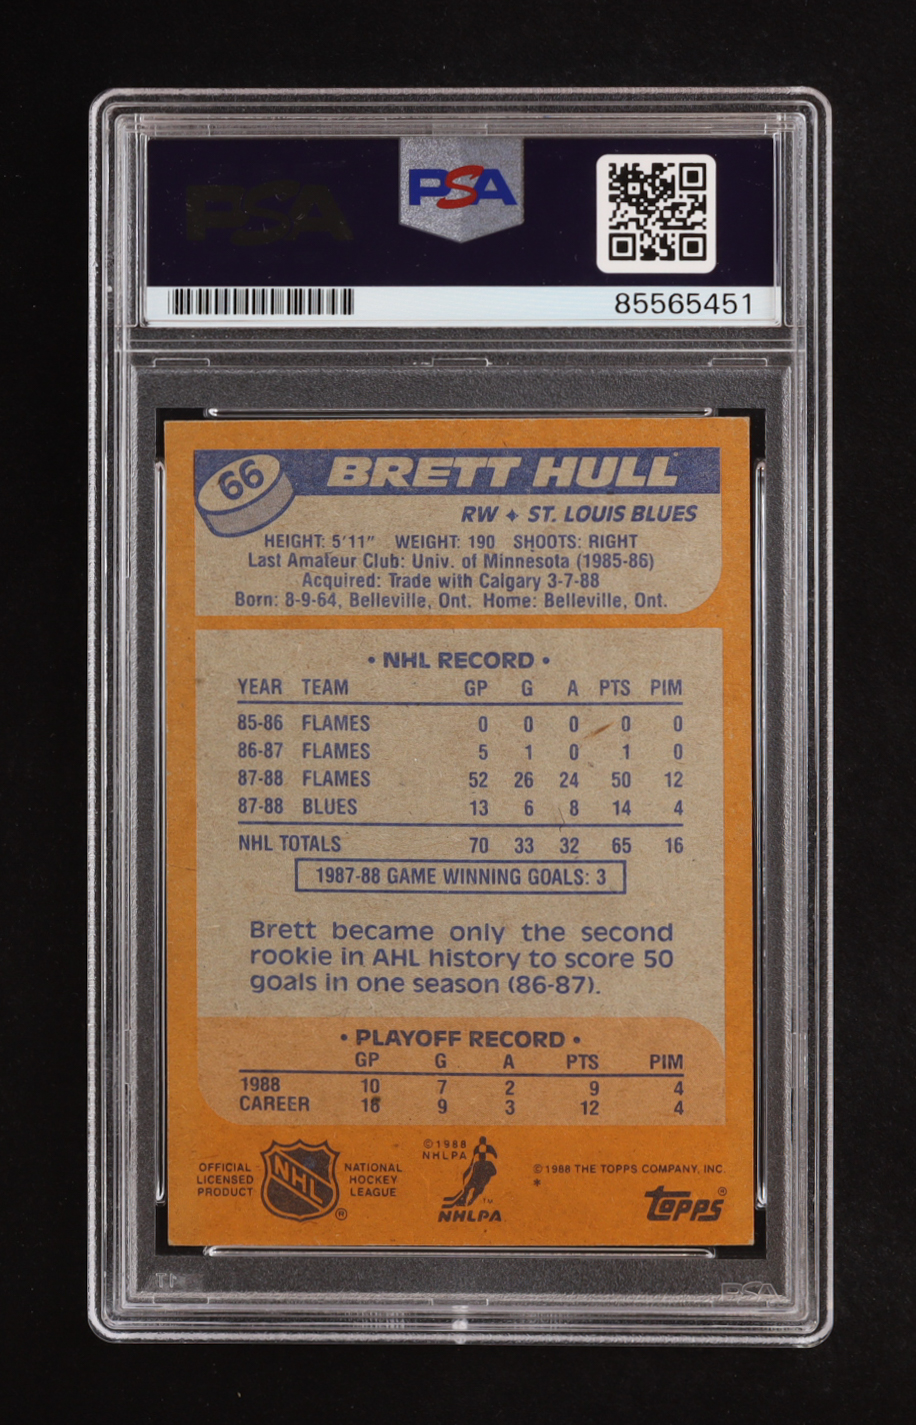 PSA
PSA
85565451
66
BRETT HULL
RW ✦ ST. LOUIS BLUES
HEIGHT: 5'11" WEIGHT: 190 SHOOTS: RIGHT
Last Amateur Club: Univ. of Minnesota (1985-86)
Acquired: Trade with Calgary 3-7-88
Born: 8-9-64, Belleville, Ont. Home: Belleville, Ont.
• NHL RECORD •
YEAR TEAM GP G A PTS PIM
85-86 FLAMES 0 0 0 0 0
86-87 FLAMES 5 1 0 1 0
87-88 FLAMES 52 26 24 50 12
87-88 BLUES 13 6 8 14 4
NHL TOTALS 70 33 32 65 16
1987-88 GAME WINNING GOALS: 3
Brett became only the second
rookie in AHL history to score 50
goals in one season (86-87).
• PLAYOFF RECORD •
GP G A PTS PIM
1988 10 7 2 9 4
CAREER 18 9 3 12 4
OFFICIAL
LICENSED
PRODUCT
NHL
®
NATIONAL
HOCKEY
LEAGUE
©1988
NHLPA
™
NHLPA
©1988 THE TOPPS COMPANY, INC.
*
topps®
PSA